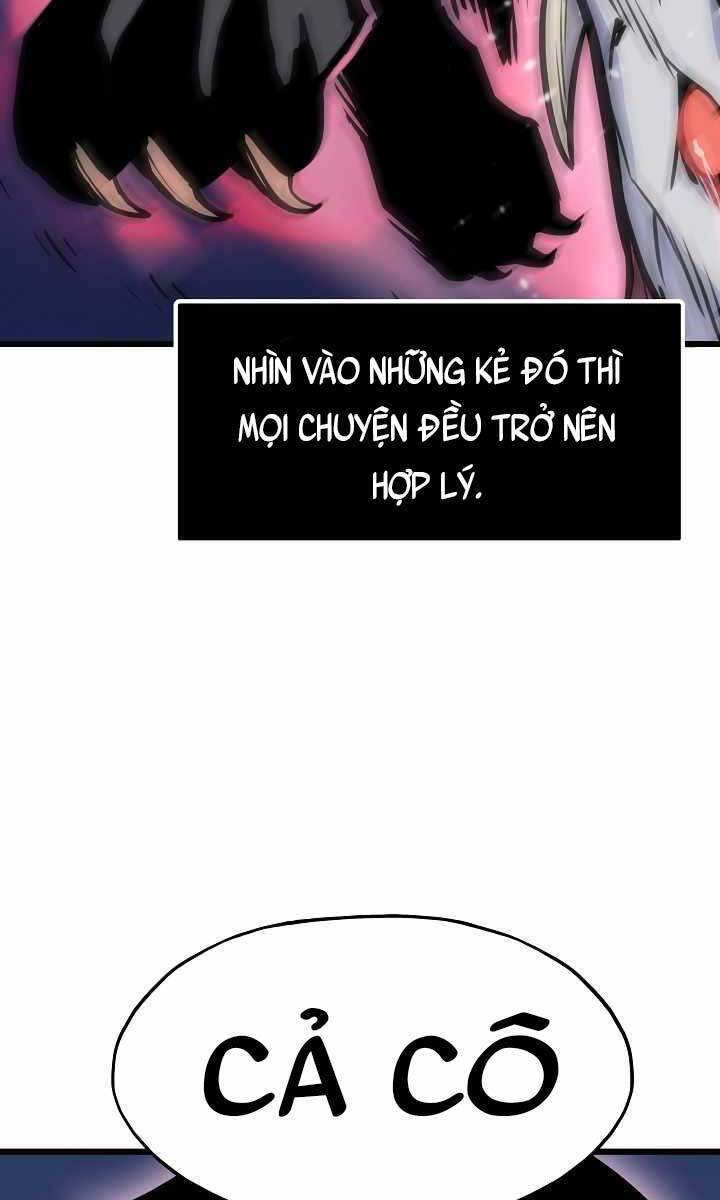 NHÌN VÀO NHỮNG KẺ ĐÓ THÌ
MỌI CHUYỆN ĐỀU TRỞ NÊN
HỢP LÝ.
CẢ CÔ